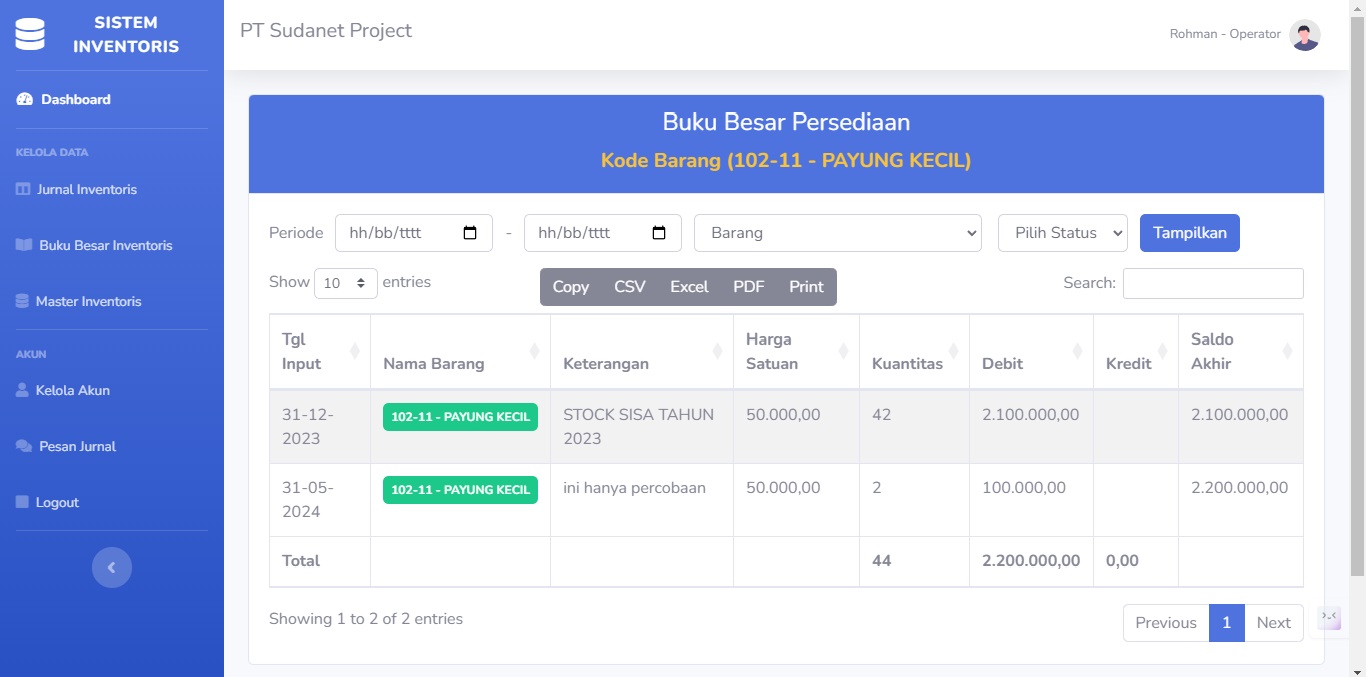 SISTEM
INVENTORIS
PT Sudanet Project
Rohman - Operator
Dashboard
KELOLA DATA
Jurnal Inventoris
Buku Besar Inventoris
Master Inventoris
AKUN
Kelola Akun
Pesan Jurnal
Logout
Buku Besar Persediaan
Kode Barang (102-11 - PAYUNG KECIL)
Periode hh/bb/tttt - hh/bb/tttt Barang Pilih Status Tampilkan
Show 10 entries Copy CSV Excel PDF Print Search:
Tgl Input Nama Barang Keterangan Harga Satuan Kuantitas Debit Kredit Saldo Akhir
31-12-2023 102-11 - PAYUNG KECIL STOCK SISA TAHUN 2023 50.000,00 42 2.100.000,00 2.100.000,00
31-05-2024 102-11 - PAYUNG KECIL ini hanya percobaan 50.000,00 2 100.000,00 2.200.000,00
Total 44 2.200.000,00 0,00
Showing 1 to 2 of 2 entries Previous 1 Next